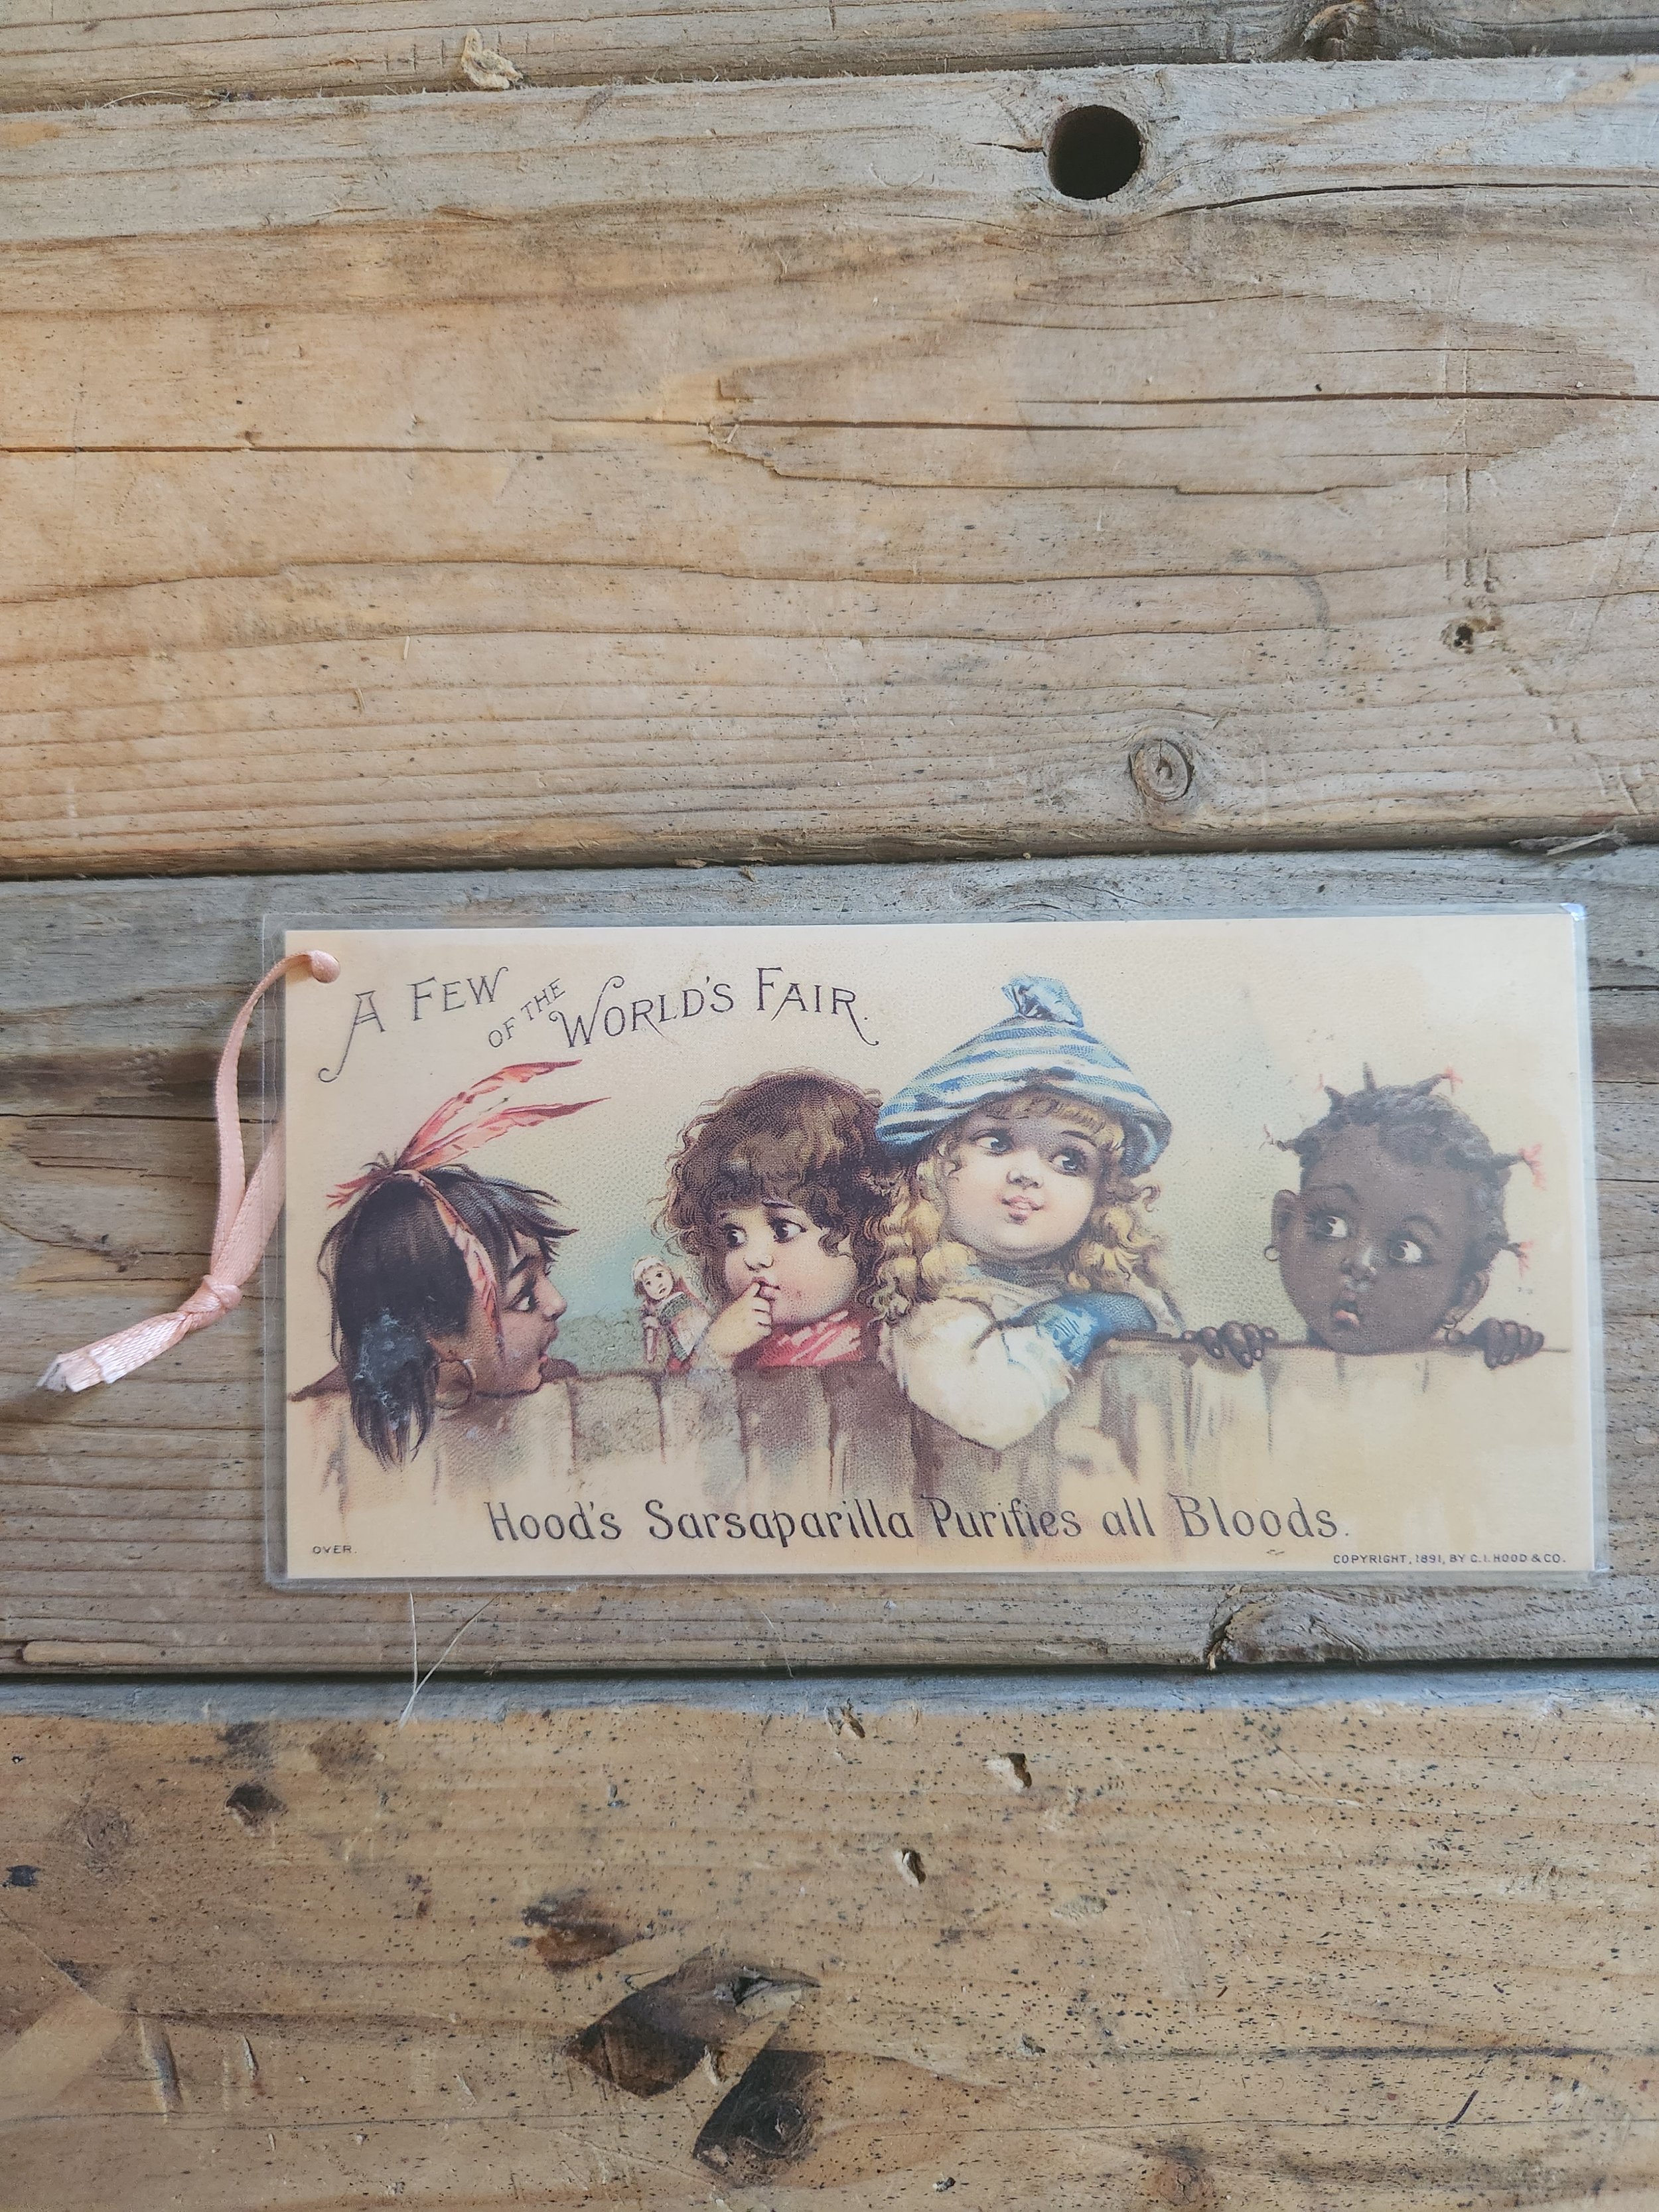 A FEW
OF THE
WORLD'S FAIR.
Hood's Sarsaparilla Purifies all Bloods.
OVER.
COPYRIGHT, 1891, BY C. I. HOOD & CO.